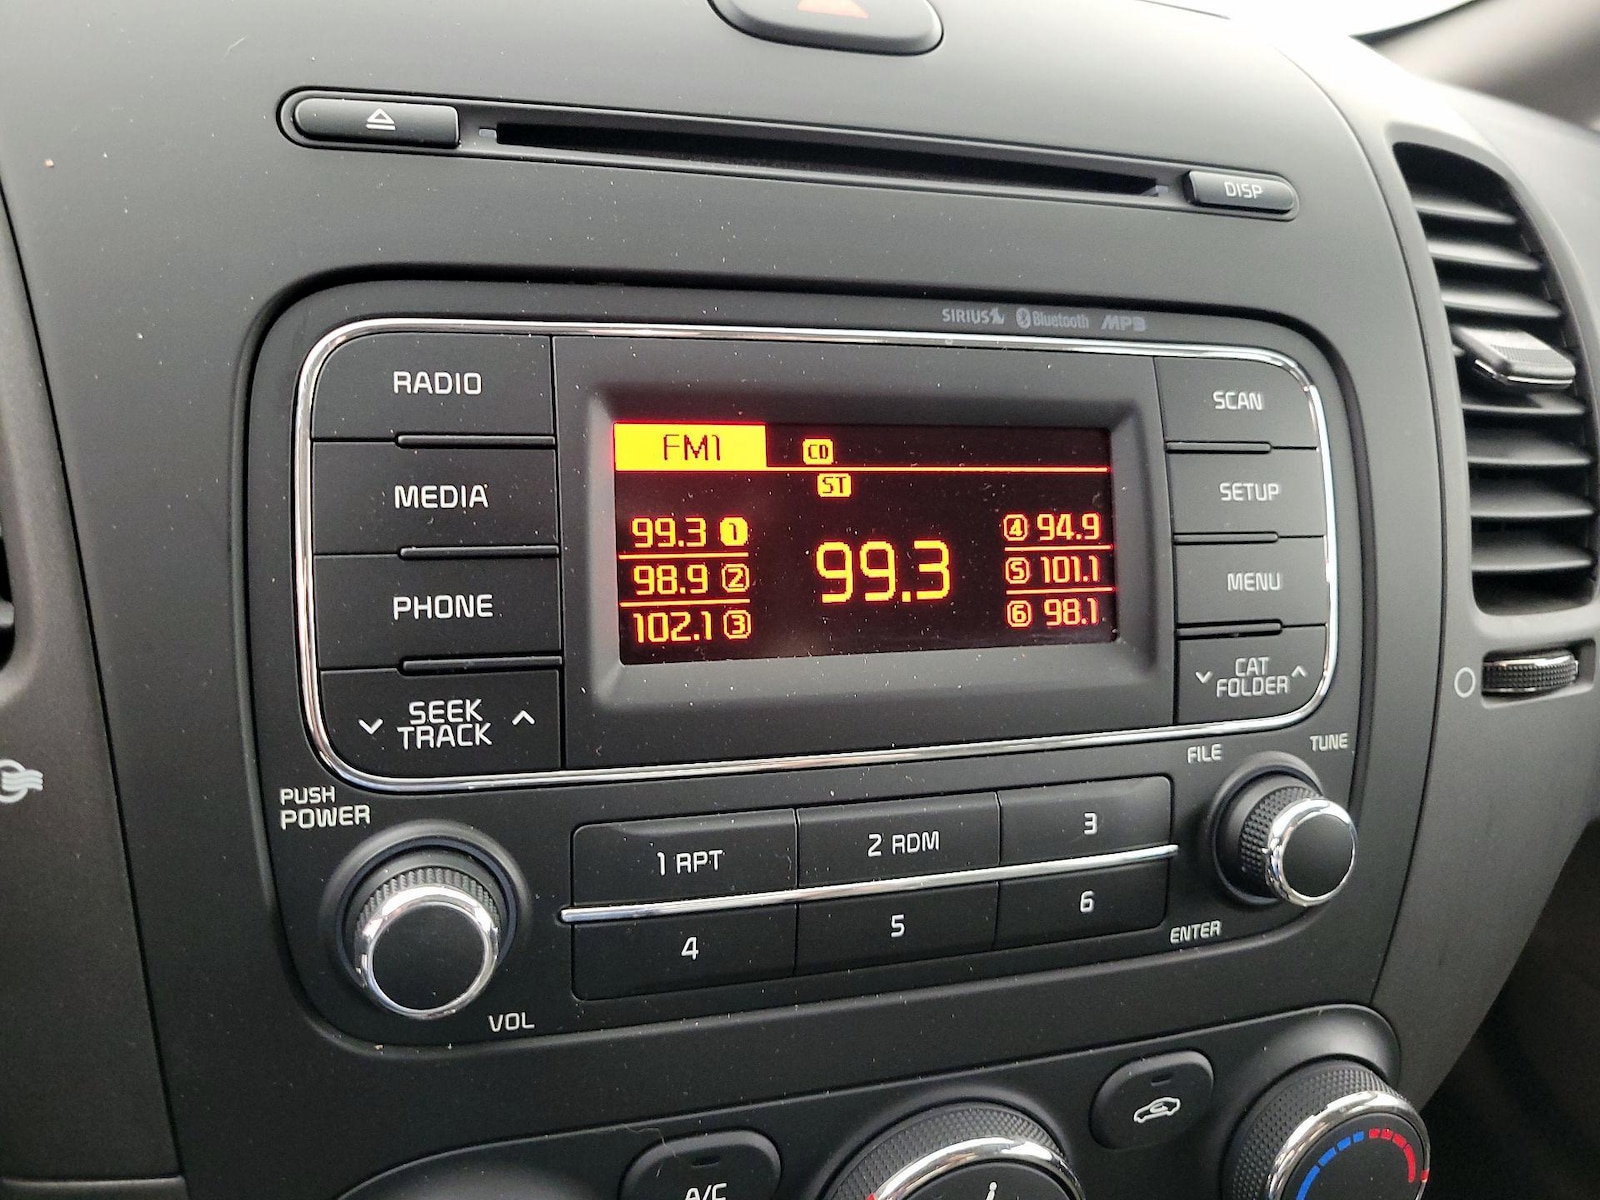 DISP
SIRIUS Bluetooth MP3
RADIO
MEDIA
PHONE
SEEK
TRACK
FM1
CD
ST
99.3 1
98.9 2
102.1 3
99.3
4 94.9
5 101.1
6 98.1
SCAN
SETUP
MENU
CAT
FOLDER
PUSH
POWER
VOL
1 RPT
2 RDM
3
4
5
6
FILE
TUNE
ENTER
A/C